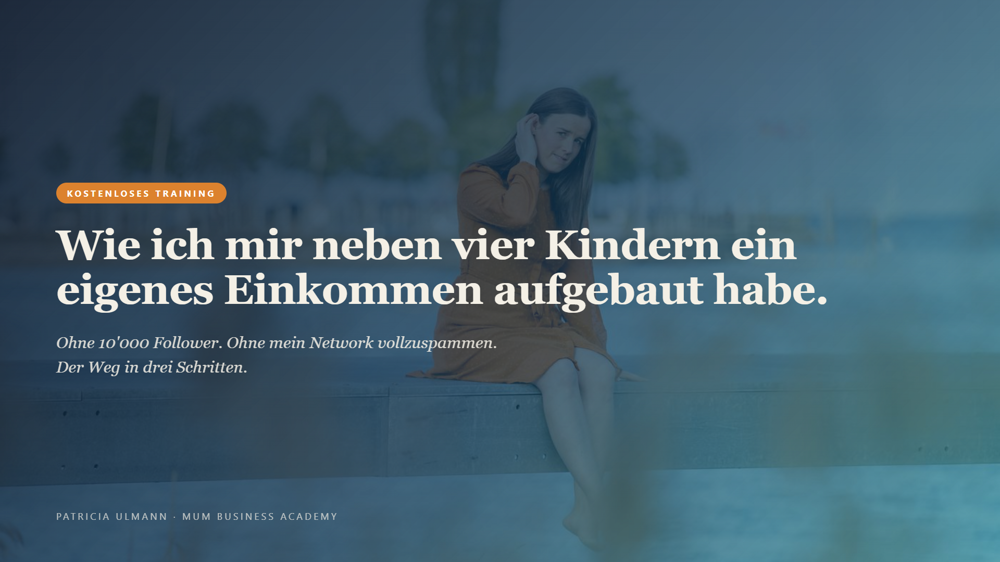 KOSTENLOSES TRAINING
Wie ich mir neben vier Kindern ein
eigenes Einkommen aufgebaut habe.
Ohne 10'000 Follower. Ohne mein Network vollzuspammen.
Der Weg in drei Schritten.
PATRICIA ULMANN · MUM BUSINESS ACADEMY